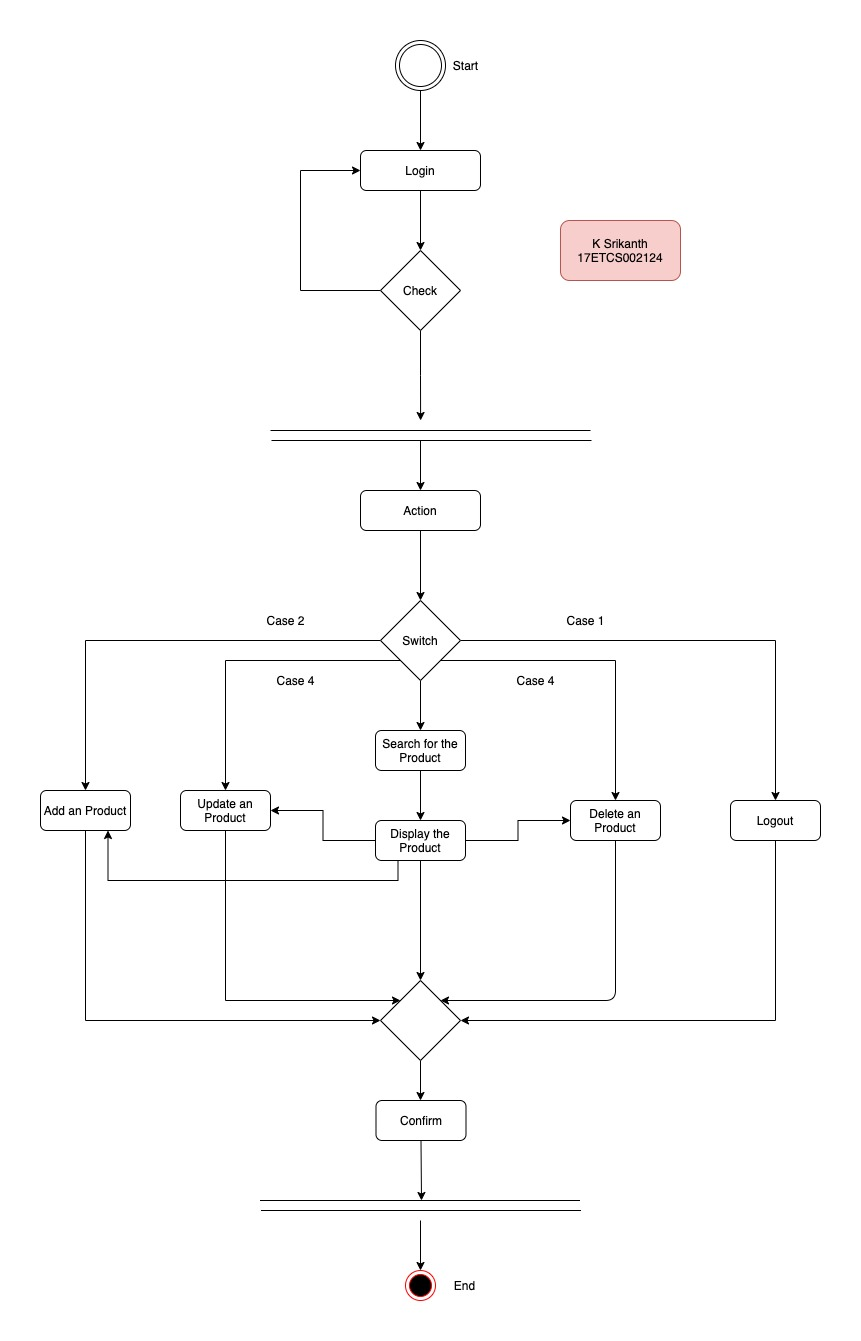 Start
Login
K Srikanth
17ETCS002124
Check
Action
Case 2
Case 1
Switch
Case 4
Case 4
Search for the
Product
Add an Product
Update an
Product
Delete an
Product
Logout
Display the
Product
Confirm
End